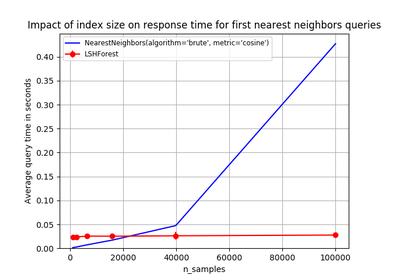 Impact of index size on response time for first nearest neighbors queries
NearestNeighbors(algorithm='brute', metric='cosine')
LSHForest
Average query time in seconds
0.40
0.35
0.30
0.25
0.20
0.15
0.10
0.05
0.00
0 20000 40000 60000 80000 100000
n_samples